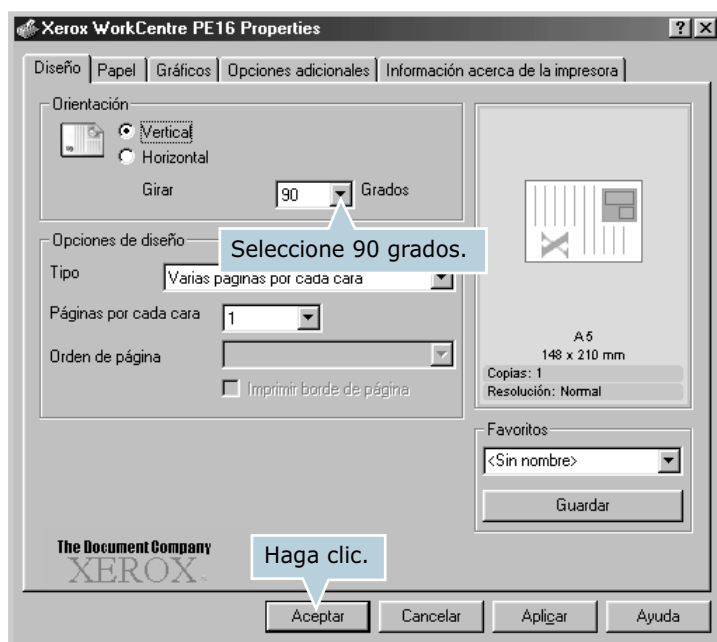 Xerox WorkCentre PE16 Properties
Diseño Papel Gráficos Opciones adicionales Información acerca de la impresora
Orientación
Vertical
Horizontal
Girar 90 Grados
Seleccione 90 grados.
Opciones de diseño
Tipo Varias páginas por cada cara
Páginas por cada cara 1
Orden de página
Imprimir borde de página
A5
148 x 210 mm
Copias: 1
Resolución: Normal
Favoritos
<Sin nombre>
Guardar
The Document Company
XEROX
Haga clic.
Aceptar Cancelar Aplicar Ayuda